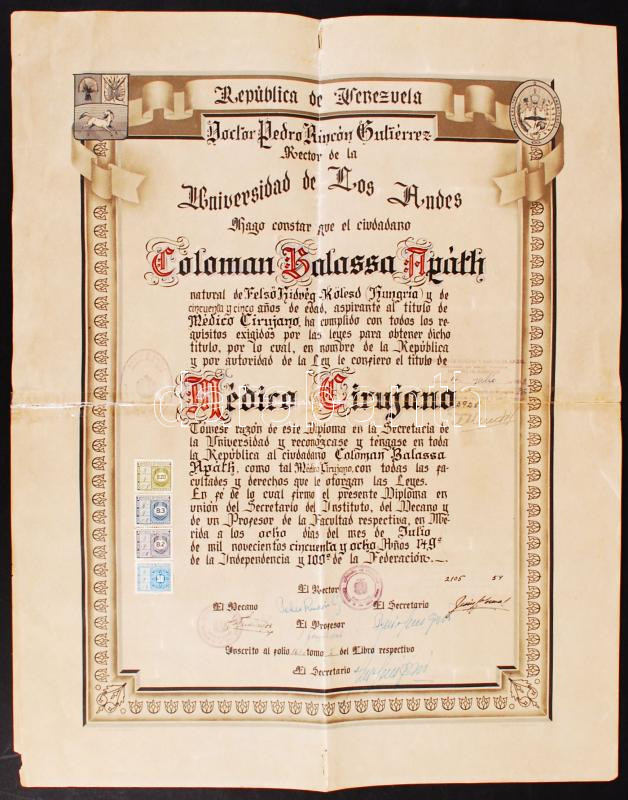 República de Venezuela
Doctor Pedro Rincón Gutiérrez
Rector de la
Universidad de Los Andes
Hago constar que el ciudadano
Coloman Balassa Apáth
natural de Felsö Hidrég-Kölesd (Hungría) y de
cincuenta y cinco años de edad, aspirante al título de
Médico Cirujano, ha cumplido con todos los re-
quisitos exigidos por las leyes para obtener dicho
título, por lo cual, en nombre de la República
y por autoridad de la Ley le confiero el título de
Médico Cirujano
Tómese razón de este Diploma en la Secretaría de
la Universidad y reconózcase y téngase en toda
la República al ciudadano Coloman Balassa
Apáth, como tal Médico Cirujano, con todas las fa-
cultades y derechos que le otorgan las Leyes.
En fe de lo cual firmo el presente Diploma en
unión del Secretario del Instituto, del Decano y
de un Profesor de la Facultad respectiva, en Mé-
rida a los ocho días del mes de Julio
de mil novecientos cincuenta y ocho Años 149º
de la Independencia y 100º de la Federación.
El Rector
2105
El Decano
El Secretario
El Profesor
Inscrito al folio tomo del Libro respectivo
El Secretario